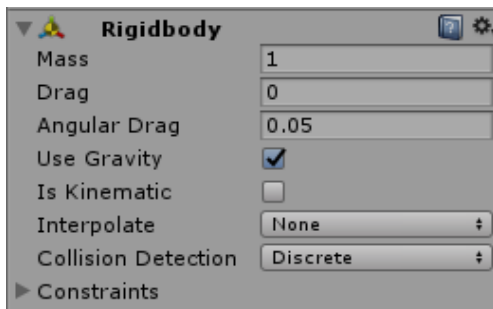 Rigidbody
Mass 1
Drag 0
Angular Drag 0.05
Use Gravity
Is Kinematic
Interpolate None
Collision Detection Discrete
Constraints